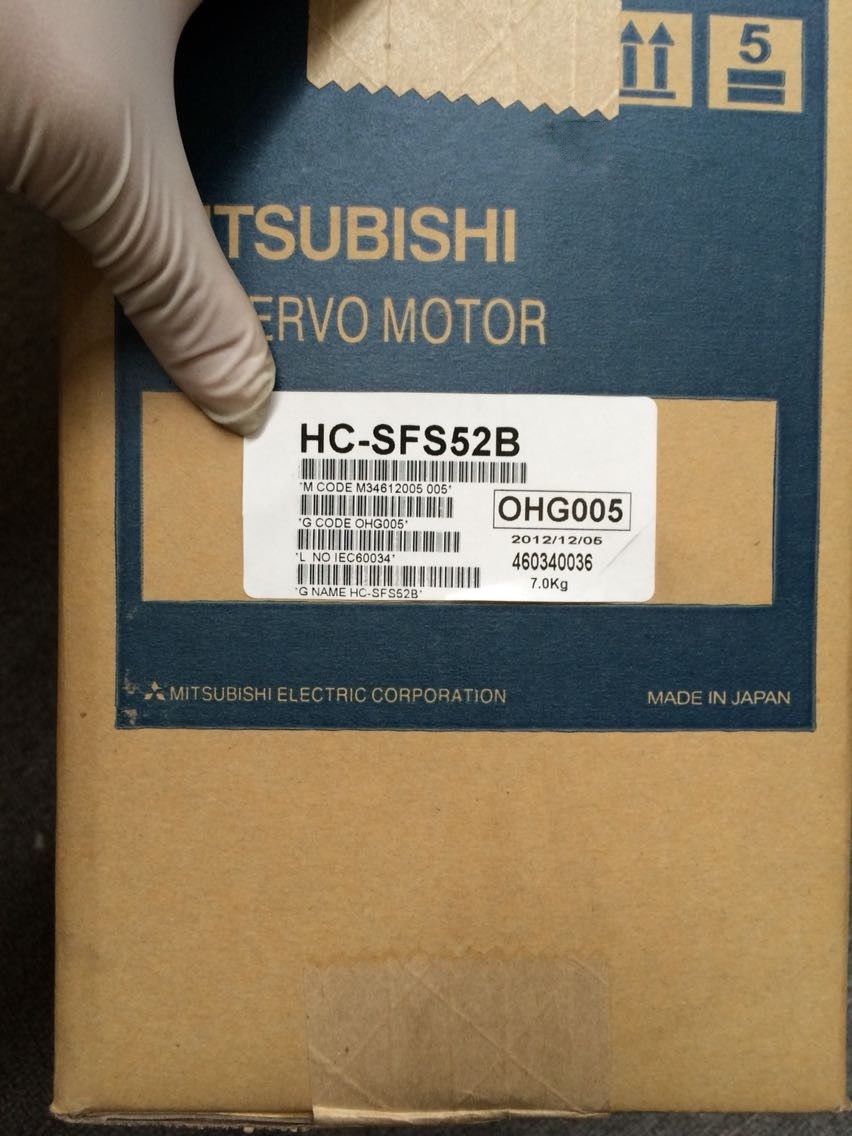 5
ITSUBISHI
ERVO MOTOR
HC-SFS52B
*M CODE M34612005 005*
*G CODE OHG005*
OHG005
2012/12/05
*L NO IEC60034*
460340036
7.0Kg
*G NAME HC-SFS52B*
MITSUBISHI ELECTRIC CORPORATION
MADE IN JAPAN